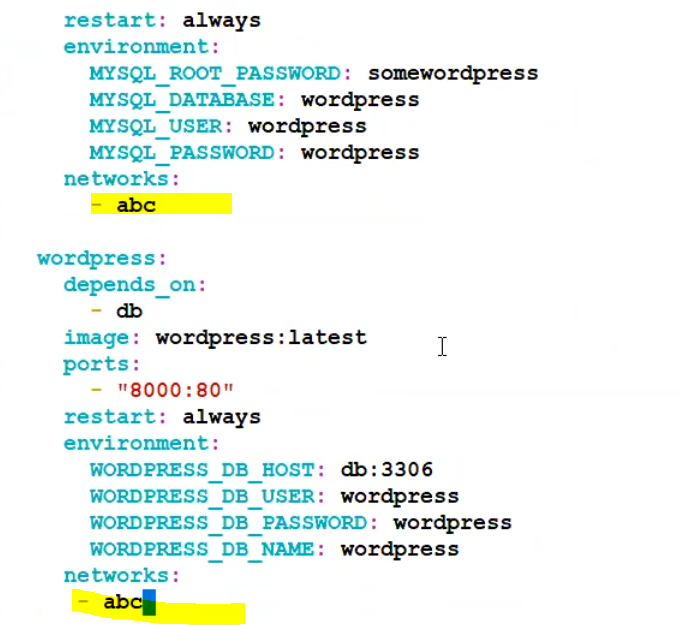 restart: always
environment:
MYSQL_ROOT_PASSWORD: somewordpress
MYSQL_DATABASE: wordpress
MYSQL_USER: wordpress
MYSQL_PASSWORD: wordpress
networks:
- abc
wordpress:
depends_on:
- db
image: wordpress:latest
ports:
- "8000:80"
restart: always
environment:
WORDPRESS_DB_HOST: db:3306
WORDPRESS_DB_USER: wordpress
WORDPRESS_DB_PASSWORD: wordpress
WORDPRESS_DB_NAME: wordpress
networks:
- abc